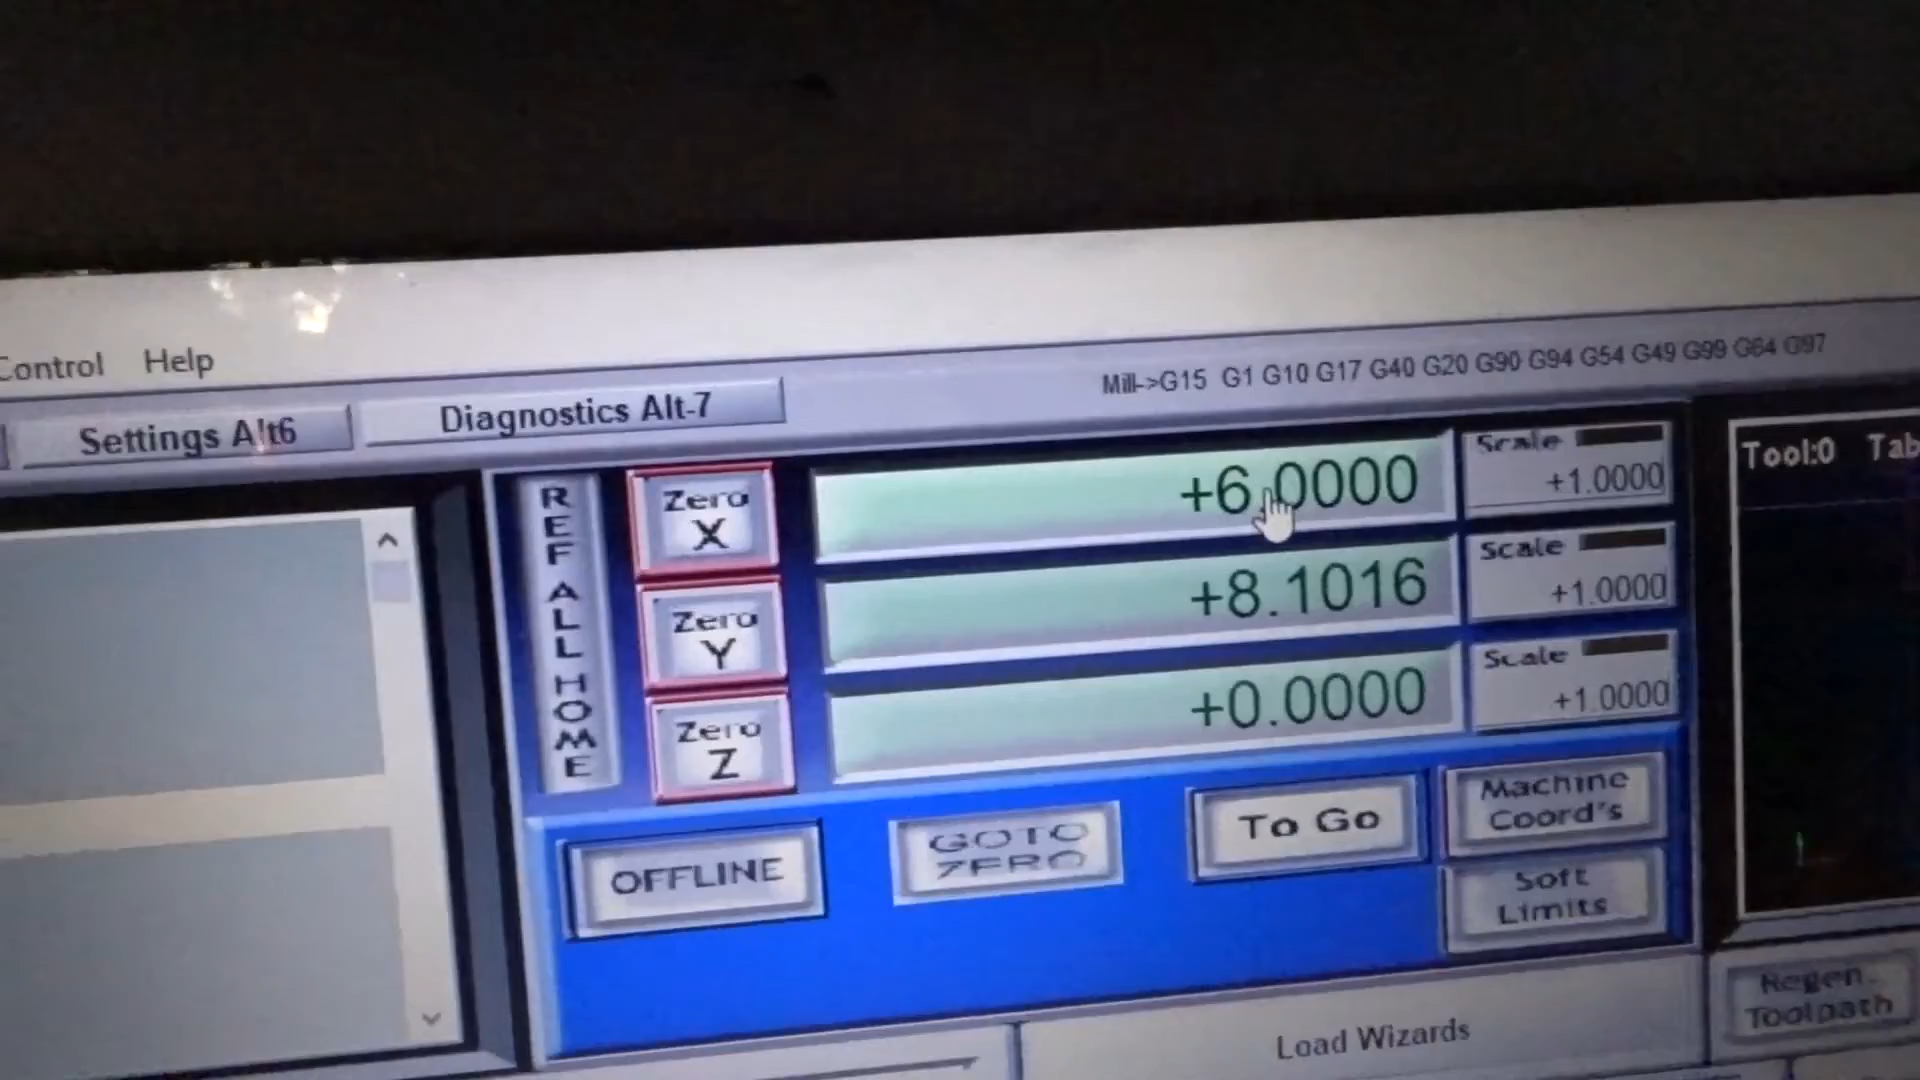 Control Help
Mill->G15 G1 G10 G17 G40 G20 G90 G94 G54 G49 G99 G64 G97
Settings Alt6 Diagnostics Alt-7
REF ALL HOME
Zero X
+6.0000
Scale
+1.0000
Zero Y
+8.1016
Scale
+1.0000
Zero Z
+0.0000
Scale
+1.0000
Tool:0 Tab
OFFLINE
GOTO
ZERO
To Go
Machine
Coord's
Soft
Limits
Regen.
Toolpath
Load Wizards